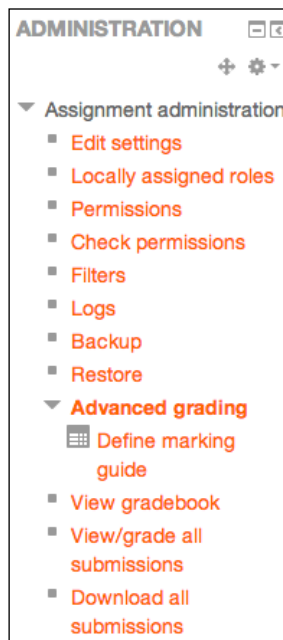 ADMINISTRATION
Assignment administration
Edit settings
Locally assigned roles
Permissions
Check permissions
Filters
Logs
Backup
Restore
Advanced grading
Define marking
guide
View gradebook
View/grade all
submissions
Download all
submissions